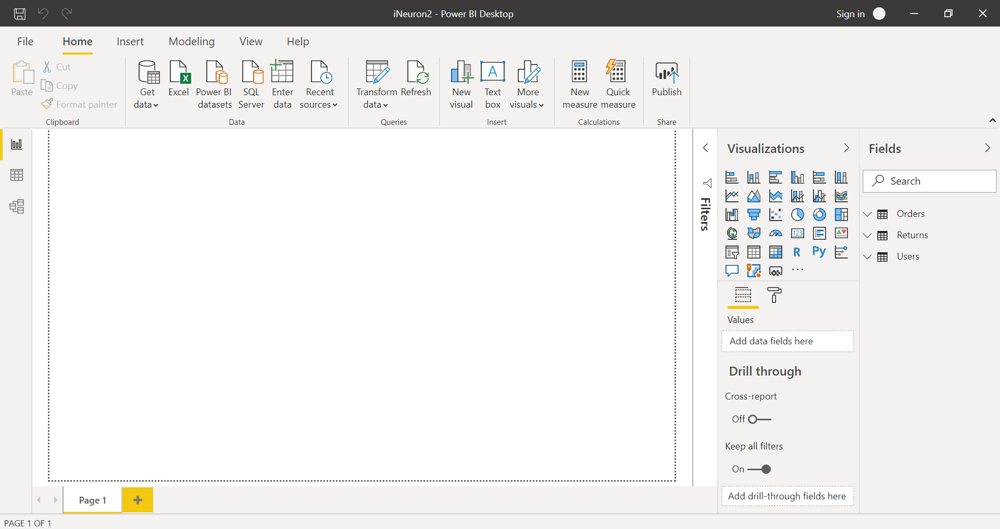 iNeuron2 - Power BI Desktop
Sign in
File
Home
Insert
Modeling
View
Help
Paste
Cut
Copy
Format painter
Clipboard
Get
data
Excel
Power BI
datasets
SQL
Server
Enter
data
Recent
sources
Data
Transform
data
Refresh
Queries
New
visual
A
Text
box
More
visuals
Insert
New
measure
Quick
measure
Calculations
Publish
Share
Filters
Visualizations
123
R
Py
Values
Add data fields here
Drill through
Cross-report
Off
Keep all filters
On
Add drill-through fields here
Fields
Search
Orders
Returns
Users
Page 1
PAGE 1 OF 1